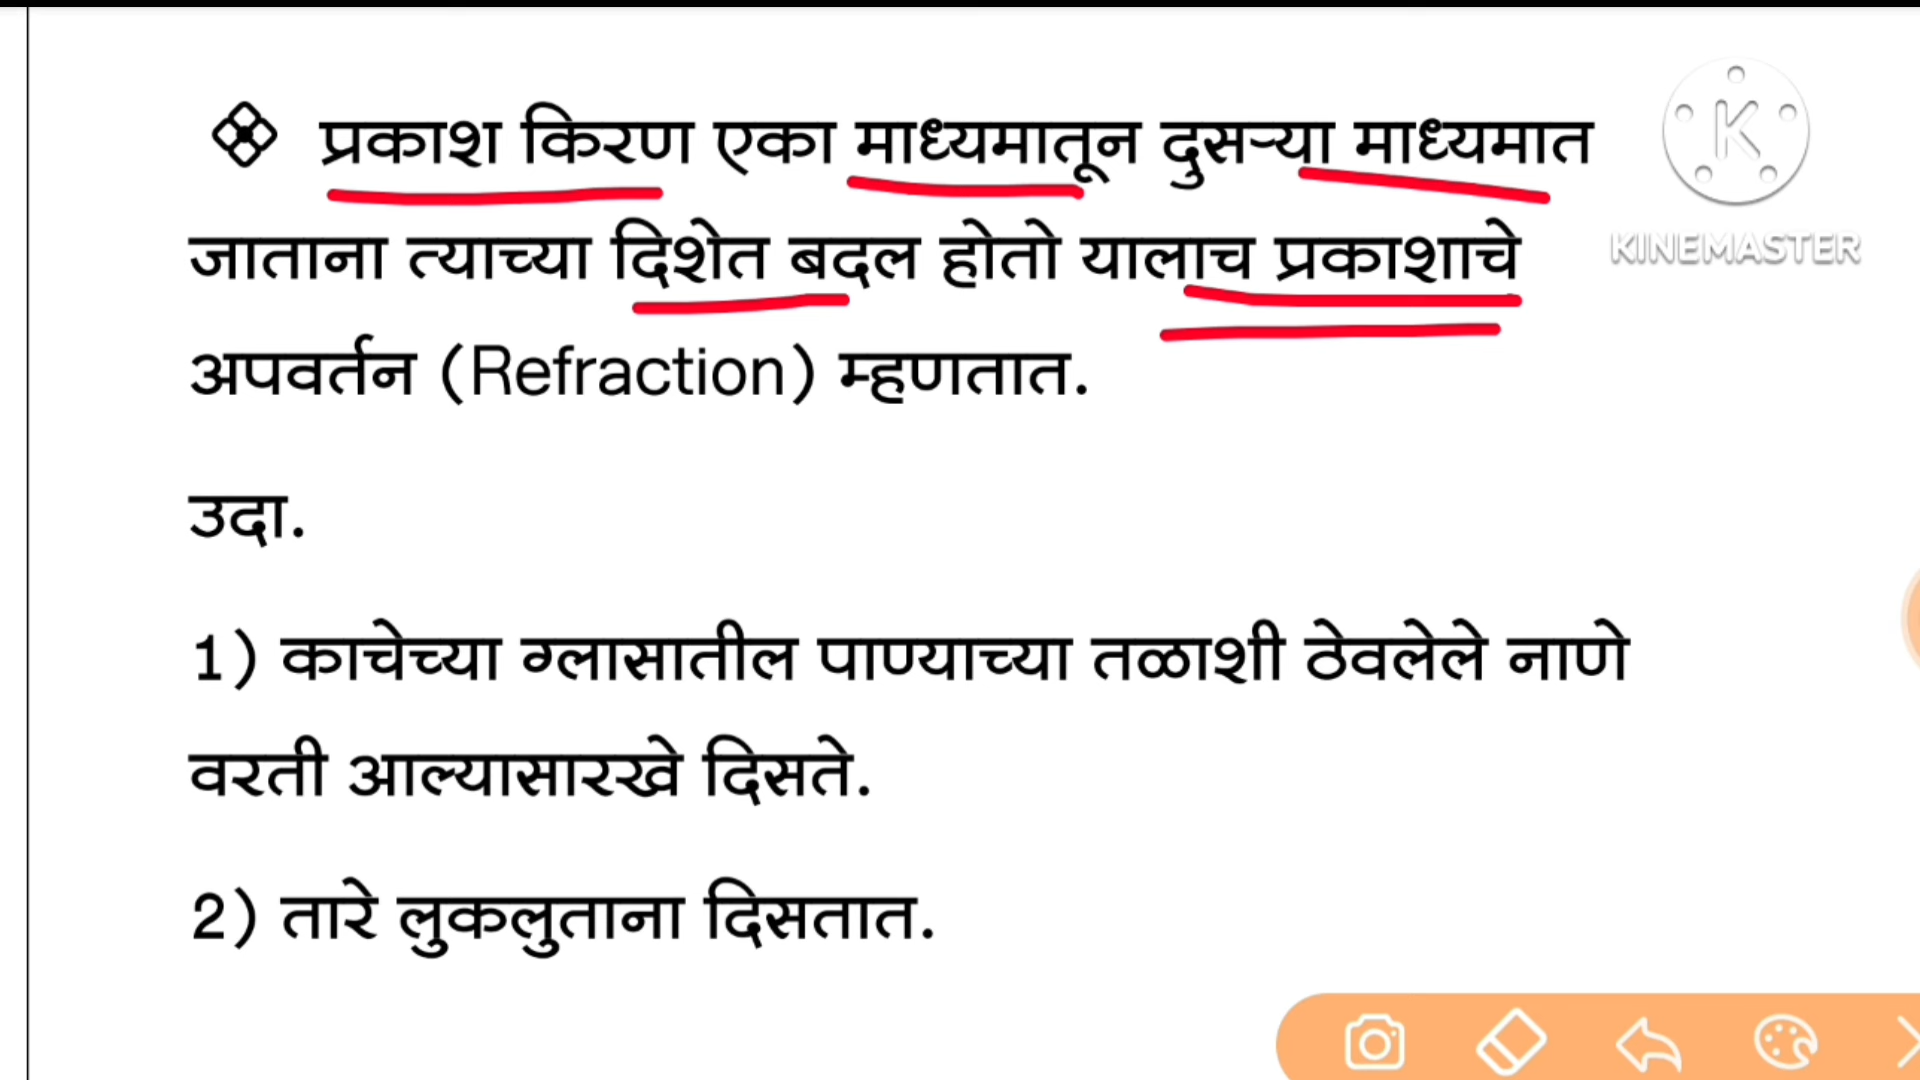 ❖ प्रकाश किरण एका माध्यमातून दुसऱ्या माध्यमात
जाताना त्याच्या दिशेत बदल होतो यालाच प्रकाशाचे
अपवर्तन (Refraction) म्हणतात.
उदा.
1) काचेच्या ग्लासातील पाण्याच्या तळाशी ठेवलेले नाणे
वरती आल्यासारखे दिसते.
2) तारे लुकलुताना दिसतात.
K
KINEMASTER